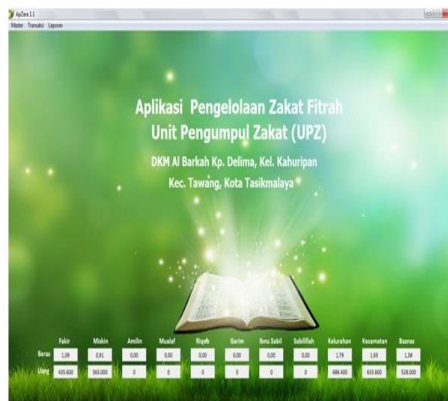 ApZara 1.1
Master Transaksi Laporan
Aplikasi Pengelolaan Zakat Fitrah
Unit Pengumpul Zakat (UPZ)
DKM Al Barkah Kp. Delima, Kel. Kahuripan
Kec. Tawang, Kota Tasikmalaya
Fakir Miskin Amilin Mualaf Riqab Garim Ibnu Sabil Sabilillah Kelurahan Kecamatan Baznas
Beras 1,09 0,91 0,00 0,00 0,00 0,00 0,00 0,00 1,79 1,65 1,38
Uang 435.600 363.000 0 0 0 0 0 0 686.400 633.600 528.000